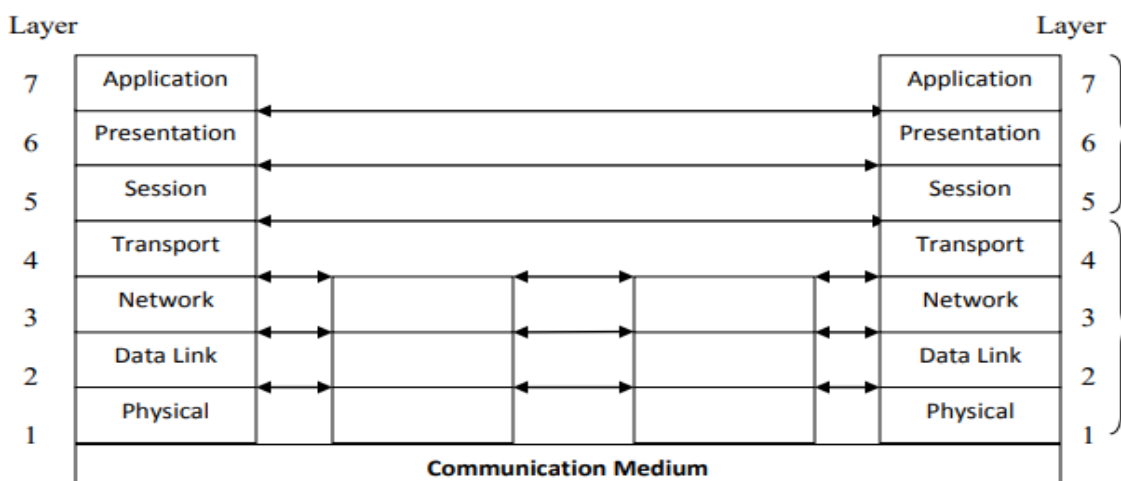 Layer Layer
7 Application Application 7
6 Presentation Presentation 6
5 Session Session 5
4 Transport Transport 4
3 Network Network 3
2 Data Link Data Link 2
1 Physical Physical 1
Communication Medium